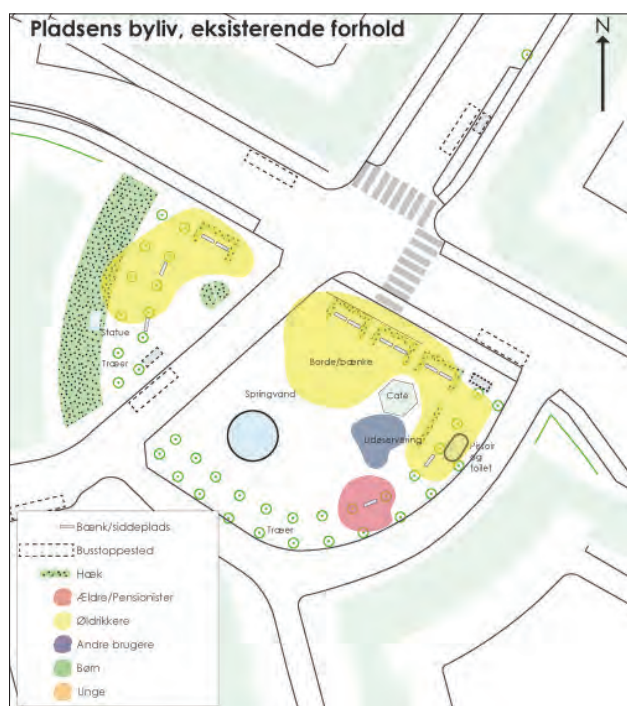 Pladsens byliv, eksisterende forhold
N
Statue
Træer
Borde/bænke
Springvand
Café
Udeservering
Pissoir
og
toilet
Træer
Bænk/siddeplads
Busstoppested
Hæk
Ældre/Pensionister
Øldrikkere
Andre brugere
Børn
Unge